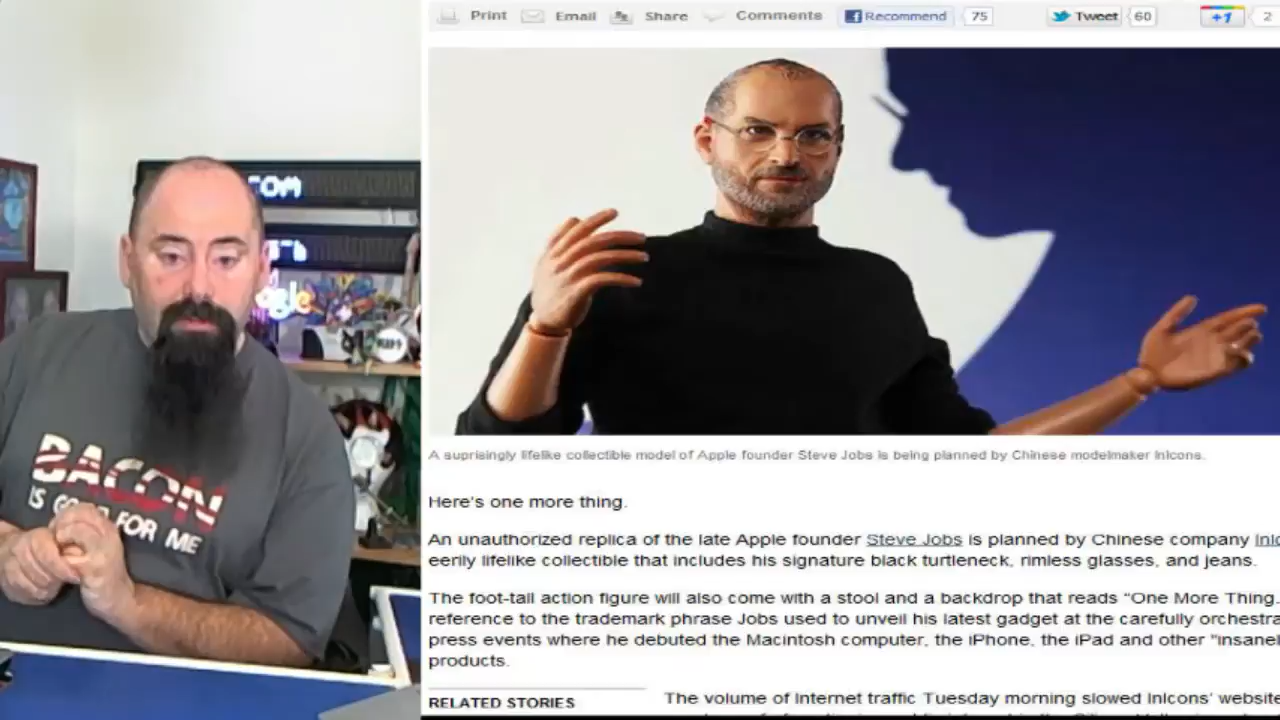 Print Email Share Comments Recommend 75 Tweet 60 +1 2
.COM
gle
BACON
IS GOOD FOR ME
A suprisingly lifelike collectible model of Apple founder Steve Jobs is being planned by Chinese modelmaker InIcons.
Here's one more thing.
An unauthorized replica of the late Apple founder Steve Jobs is planned by Chinese company
eerily lifelike collectible that includes his signature black turtleneck, rimless glasses, and jeans.
The foot-tall action figure will also come with a stool and a backdrop that reads "One More Thing..
reference to the trademark phrase Jobs used to unveil his latest gadget at the carefully orchestra
press events where he debuted the Macintosh computer, the iPhone, the iPad and other "insane
products.
RELATED STORIES
The volume of Internet traffic Tuesday morning slowed InIcons' website